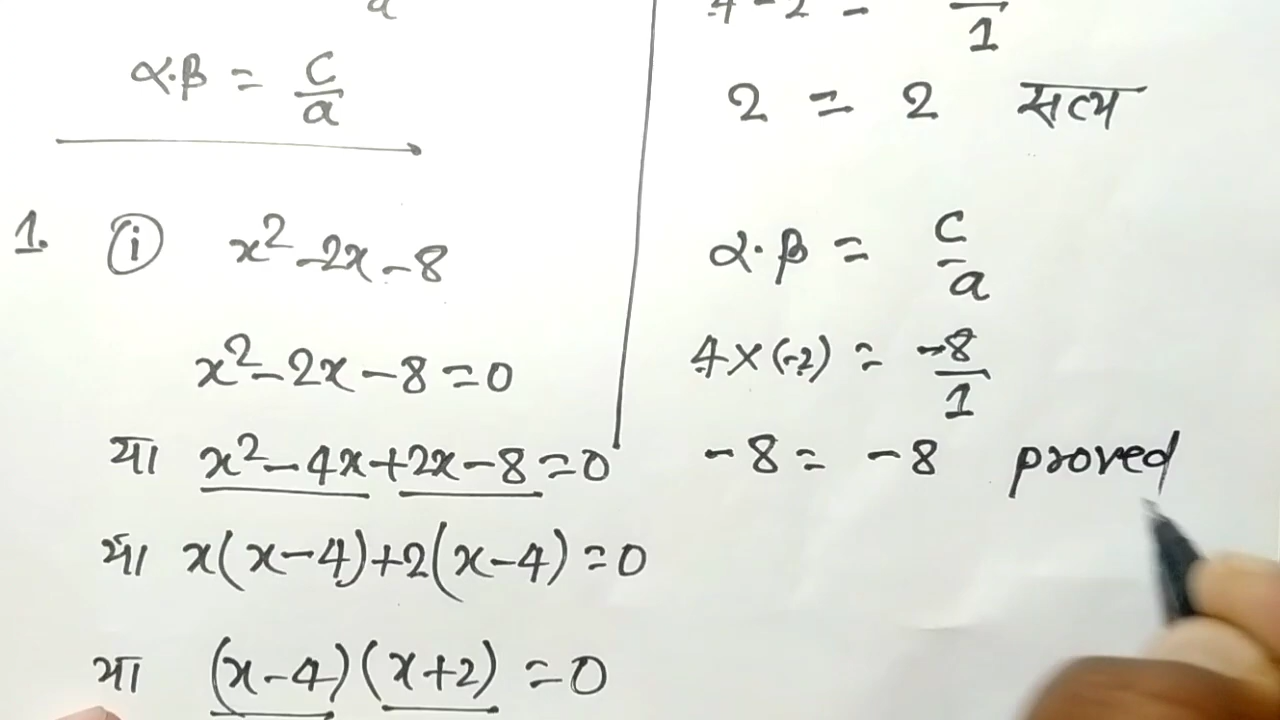 α·β = c/a
1. (i) x² - 2x - 8
x² - 2x - 8 = 0
या x² - 4x + 2x - 8 = 0
या x(x - 4) + 2(x - 4) = 0
या (x - 4)(x + 2) = 0
1
2 = 2 सत्य
α·β = c/a
4 × (-2) = -8/1
-8 = -8 proved